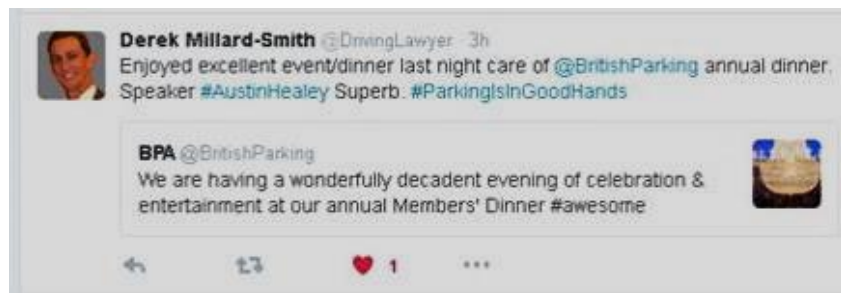 Derek Millard-Smith @DrivingLawyer · 3h
Enjoyed excellent event/dinner last night care of @BritishParking annual dinner.
Speaker #AustinHealey Superb. #ParkingIsInGoodHands
BPA @BritishParking
We are having a wonderfully decadent evening of celebration &
entertainment at our annual Members' Dinner #awesome
1